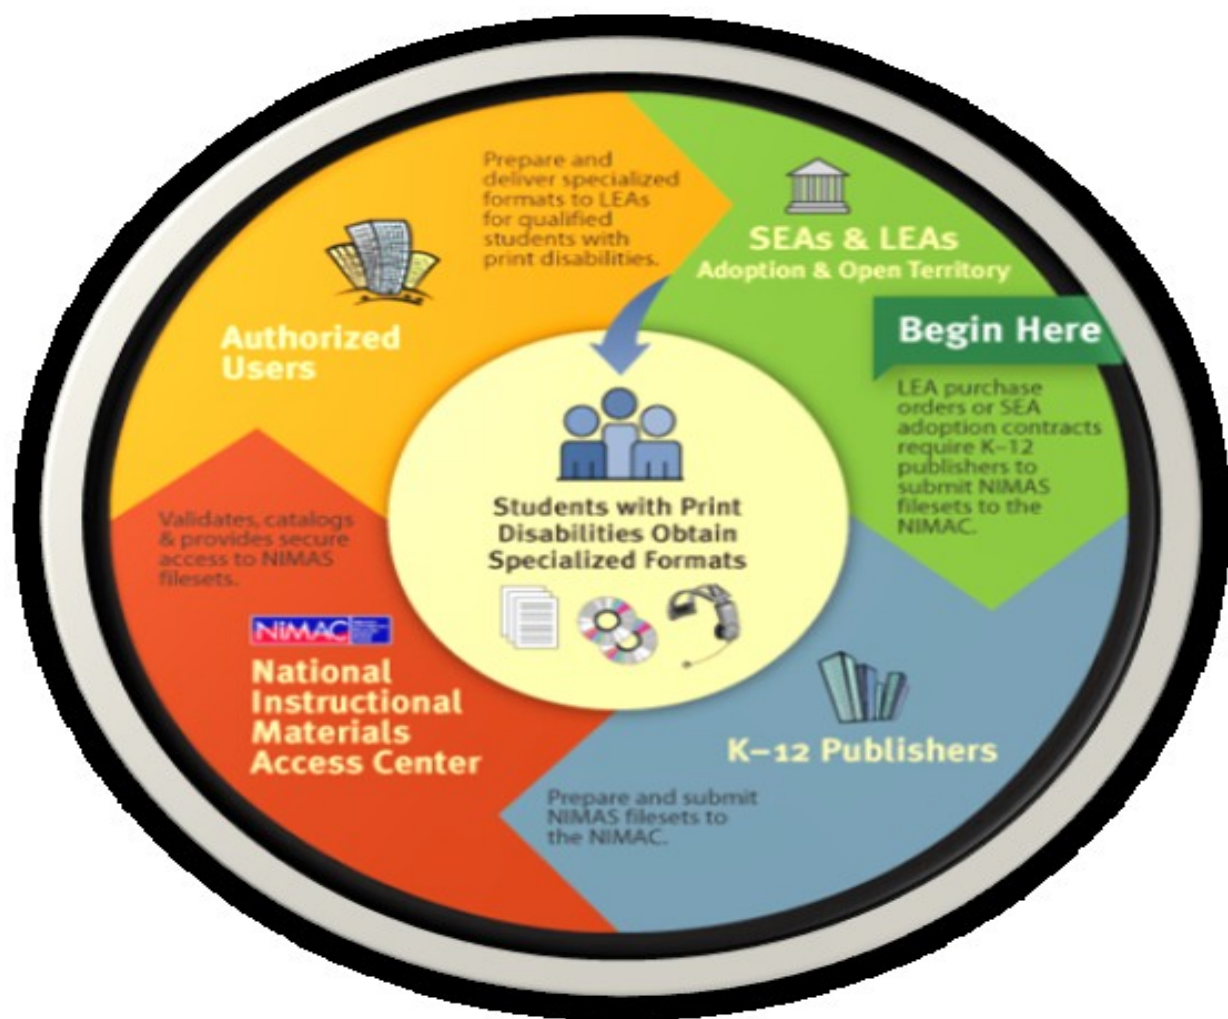 SEAs & LEAs
Adoption & Open Territory
Begin Here
LEA purchase
orders or SEA
adoption contracts
require K–12
publishers to
submit NIMAS
filesets to the
NIMAC.
K–12 Publishers
Prepare and submit
NIMAS filesets to
the NIMAC.
NIMAC
National
Instructional
Materials
Access Center
Validates, catalogs
& provides secure
access to NIMAS
filesets.
Authorized
Users
Prepare and
deliver specialized
formats to LEAs
for qualified
students with
print disabilities.
Students with Print
Disabilities Obtain
Specialized Formats